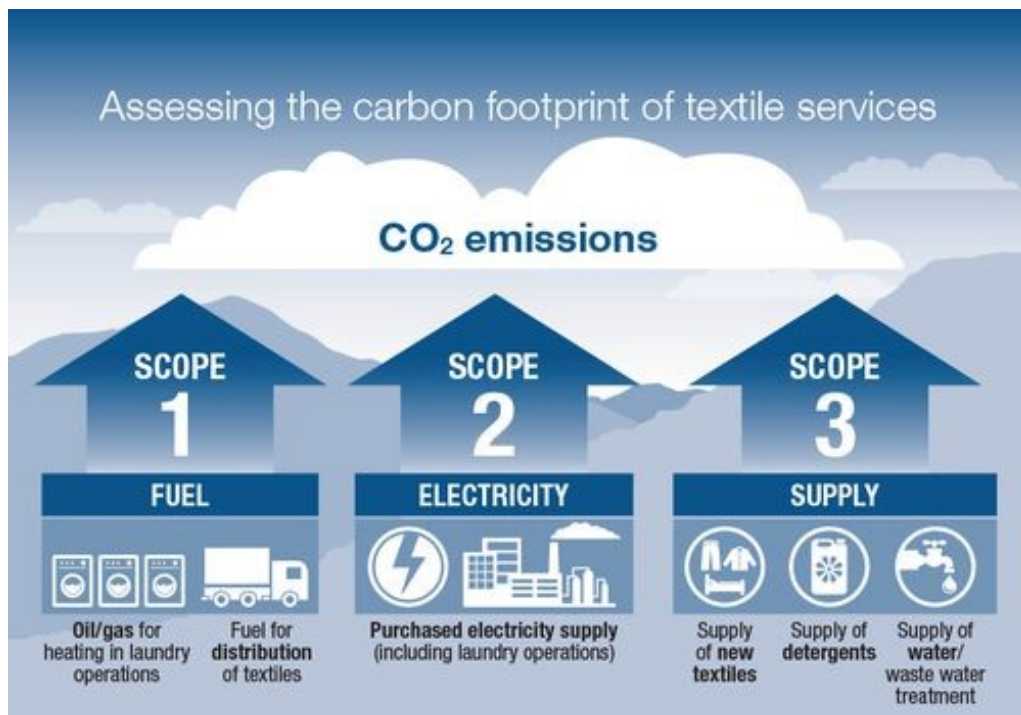 Assessing the carbon footprint of textile services
CO₂ emissions
SCOPE
1
SCOPE
2
SCOPE
3
FUEL
ELECTRICITY
SUPPLY
Oil/gas for
heating in laundry
operations
Fuel for
distribution
of textiles
Purchased electricity supply
(including laundry operations)
Supply
of new
textiles
Supply of
detergents
Supply of
water/
waste water
treatment